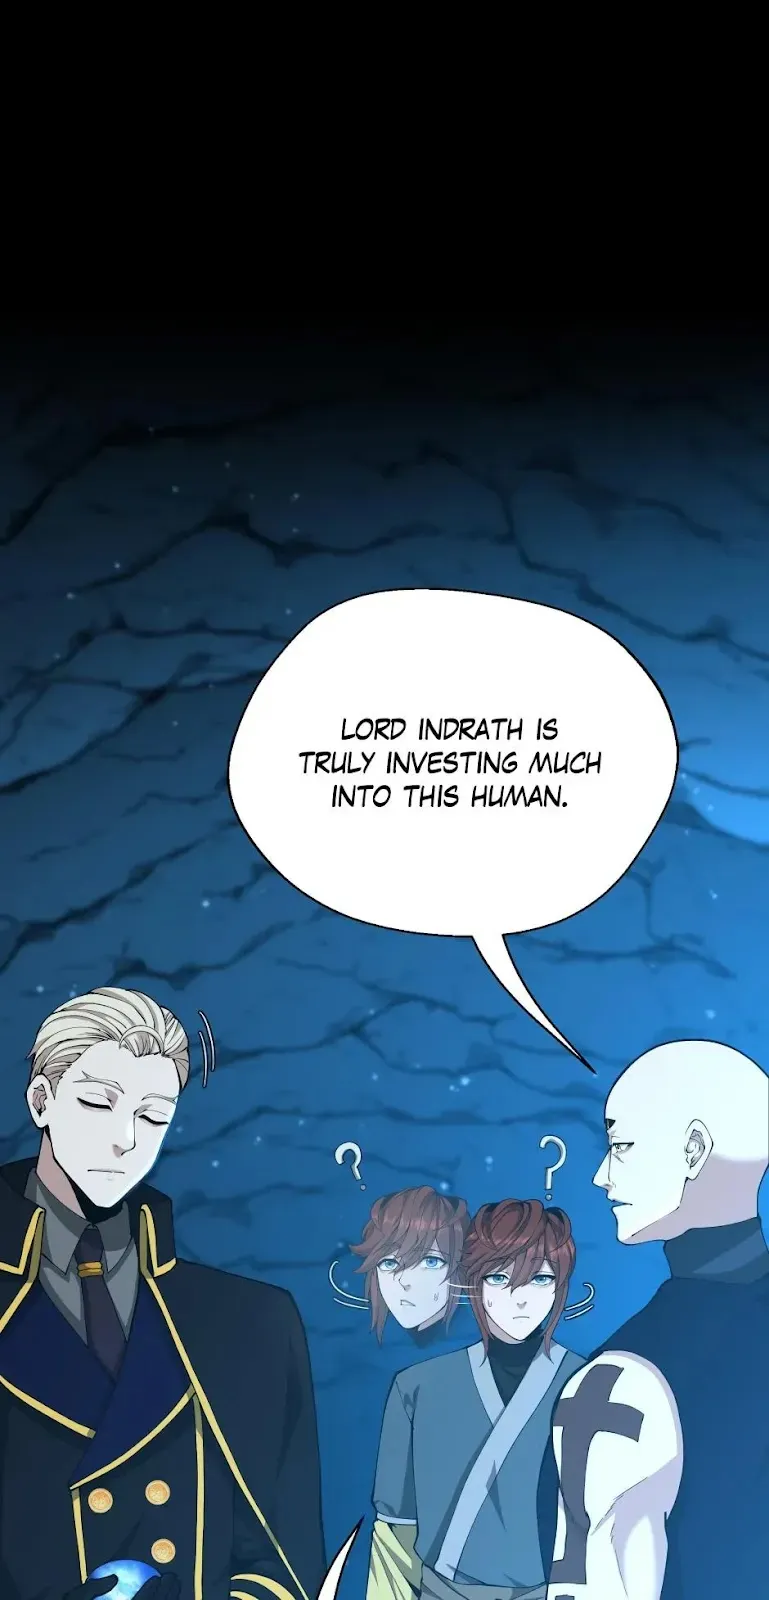 LORD INDRATH IS
TRULY INVESTING MUCH
INTO THIS HUMAN.
? ?